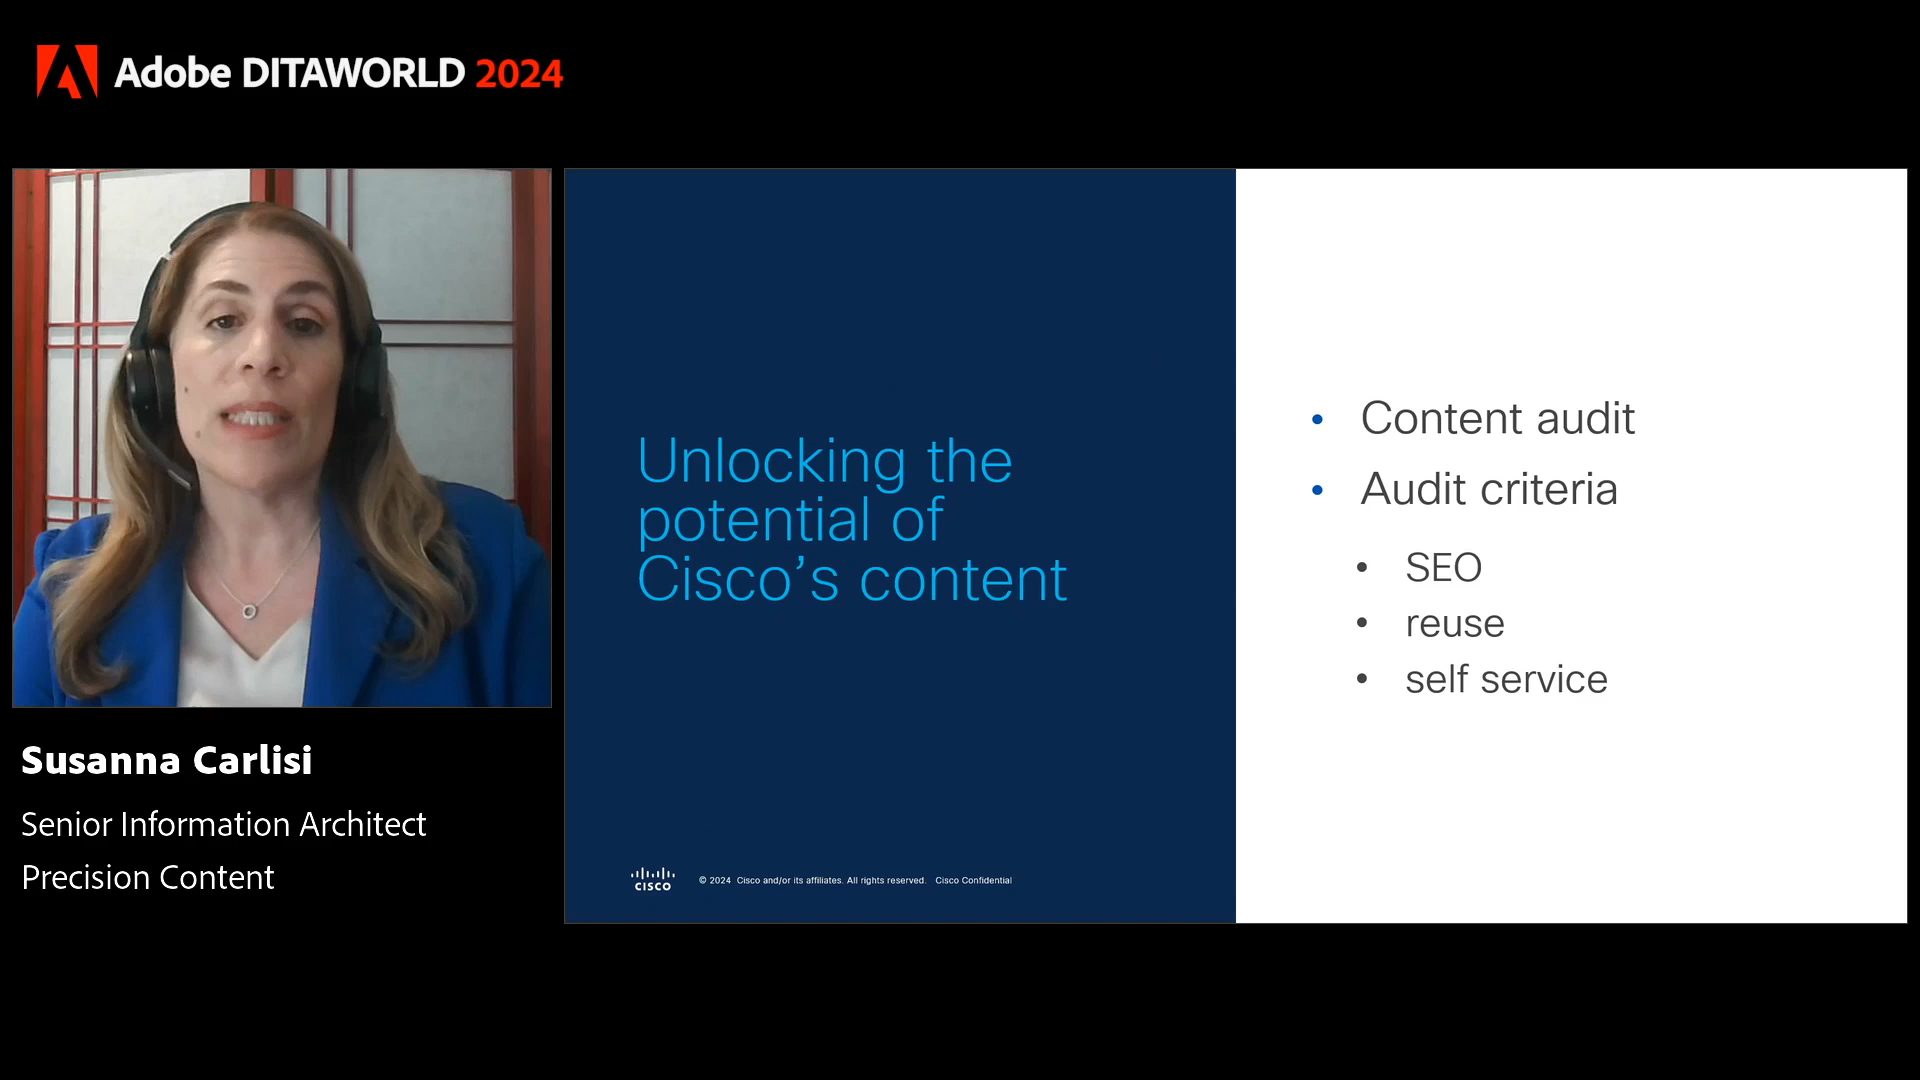 Adobe DITAWORLD 2024
Susanna Carlisi
Senior Information Architect
Precision Content
Unlocking the
potential of
Cisco’s content
CISCO
© 2024 Cisco and/or its affiliates. All rights reserved. Cisco Confidential
• Content audit
• Audit criteria
• SEO
• reuse
• self service